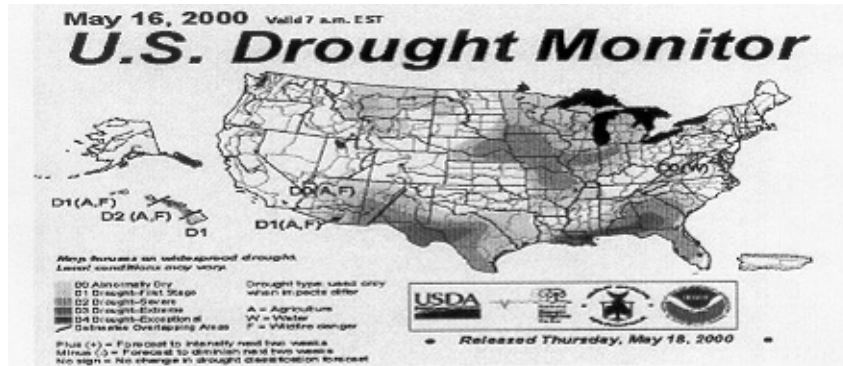 May 16, 2000 Valid 7 a.m. EST
U.S. Drought Monitor
D0(A,F)
D0(W)
D1(A,F)
D2 (A,F)
D1
D1(A,F)
Map focuses on widespread drought.
Local conditions may vary.
D0 Abnormally Dry
D1 Drought-First Stage
D2 Drought-Severe
D3 Drought-Extreme
D4 Drought-Exceptional
Delineates Overlapping Areas
Drought type: used only
when impacts differ
A = Agriculture
W = Water
F = Wildfire danger
Plus (+) = Forecast to intensify next two weeks
Minus (-) = Forecast to diminish next two weeks
No sign = No change in drought classification forecast
USDA
Released Thursday, May 18, 2000